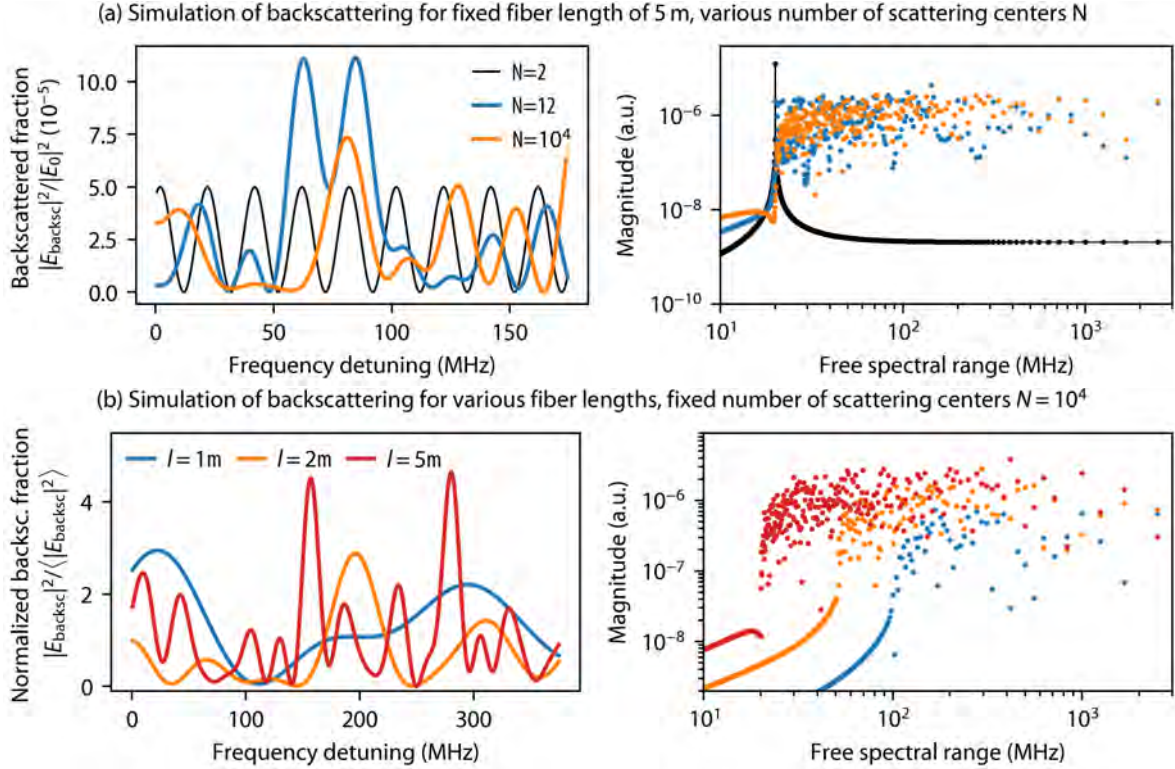 (a) Simulation of backscattering for fixed fiber length of 5 m, various number of scattering centers N
Backscattered fraction
|E_backsc|²/|E_0|² (10⁻⁵)
10.0
7.5
5.0
2.5
0.0
N=2
N=12
N=10⁴
0
50
100
150
Frequency detuning (MHz)
Magnitude (a.u.)
10⁻⁶
10⁻⁸
10⁻¹⁰
10¹
10²
10³
Free spectral range (MHz)
(b) Simulation of backscattering for various fiber lengths, fixed number of scattering centers N = 10⁴
Normalized backsc. fraction
|E_backsc|²/⟨|E_backsc|²⟩
4
2
0
l = 1m
l = 2m
l = 5m
0
100
200
300
Frequency detuning (MHz)
Magnitude (a.u.)
10⁻⁶
10⁻⁷
10⁻⁸
10¹
10²
10³
Free spectral range (MHz)